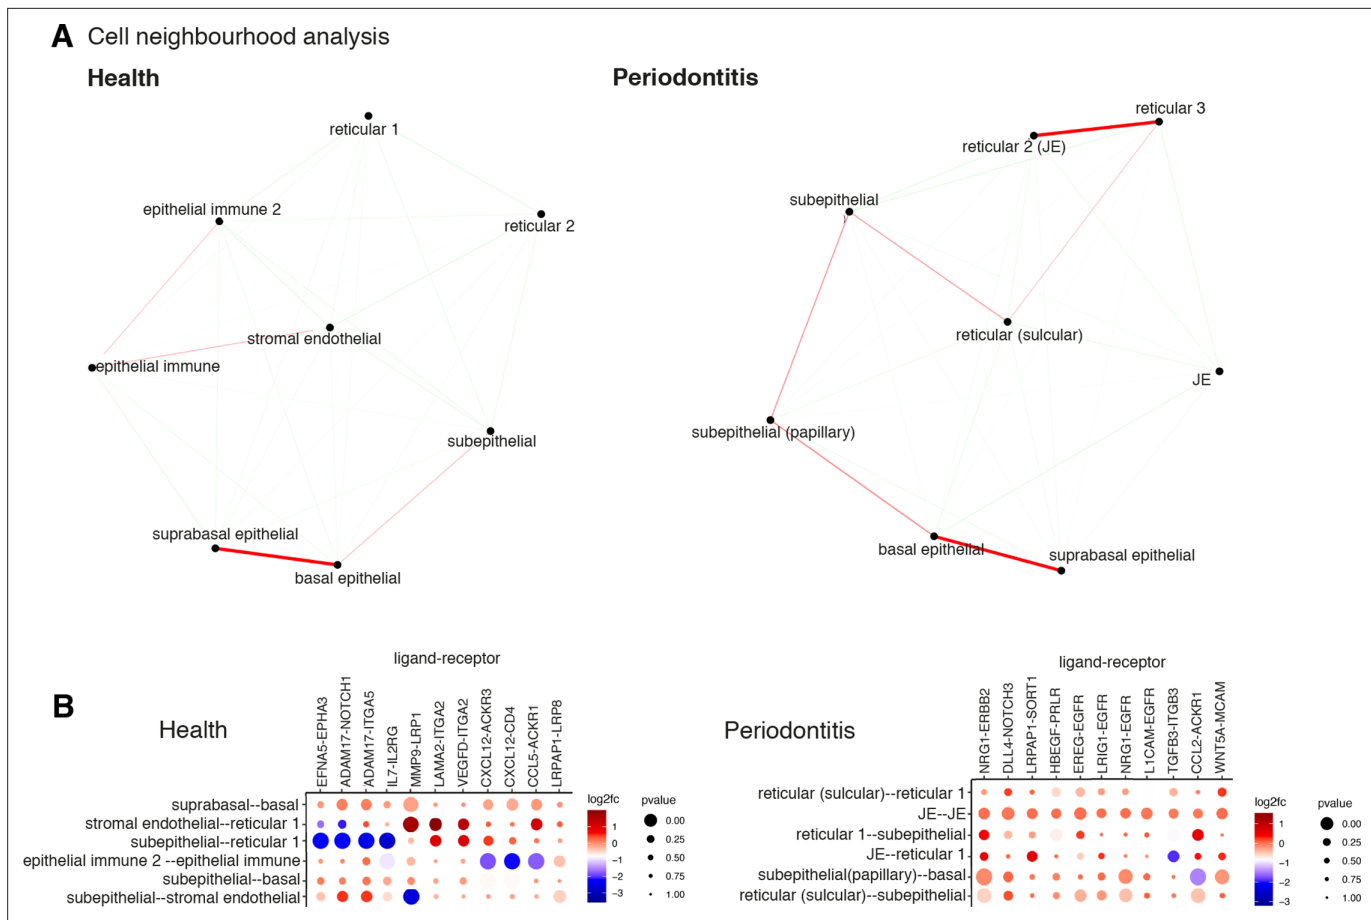 A Cell neighbourhood analysis
Health
Periodontitis
reticular 1
epithelial immune 2
reticular 2
stromal endothelial
epithelial immune
subepithelial
suprabasal epithelial
basal epithelial
reticular 3
reticular 2 (JE)
subepithelial
reticular (sulcular)
JE
subepithelial (papillary)
basal epithelial
suprabasal epithelial
B
Health
ligand-receptor
EFNA5-EPHA3
ADAM17-NOTCH1
ADAM17-ITGA5
IL7-IL2RG
MMP9-LRP1
LAMA2-ITGA2
VEGFD-ITGA2
CXCL12-ACKR3
CXCL12-CD4
CCL5-ACKR1
LRPAP1-LRP8
suprabasal--basal
stromal endothelial--reticular 1
subepithelial--reticular 1
epithelial immune 2 --epithelial immune
subepithelial--basal
subepithelial--stromal endothelial
log2fc
1
0
-1
-2
-3
pvalue
0.00
0.25
0.50
0.75
1.00
Periodontitis
ligand-receptor
NRG1-ERBB2
DLL4-NOTCH3
LRPAP1-SORT1
HBEGF-PRLR
EREG-EGFR
LRIG1-EGFR
NRG1-EGFR
L1CAM-EGFR
TGFB3-ITGB3
CCL2-ACKR1
WNT5A-MCAM
reticular (sulcular)--reticular 1
JE--JE
reticular 1--subepithelial
JE--reticular 1
subepithelial(papillary)--basal
reticular (sulcular)--subepithelial
log2fc
1
0
-1
-2
-3
pvalue
0.00
0.25
0.50
0.75
1.00